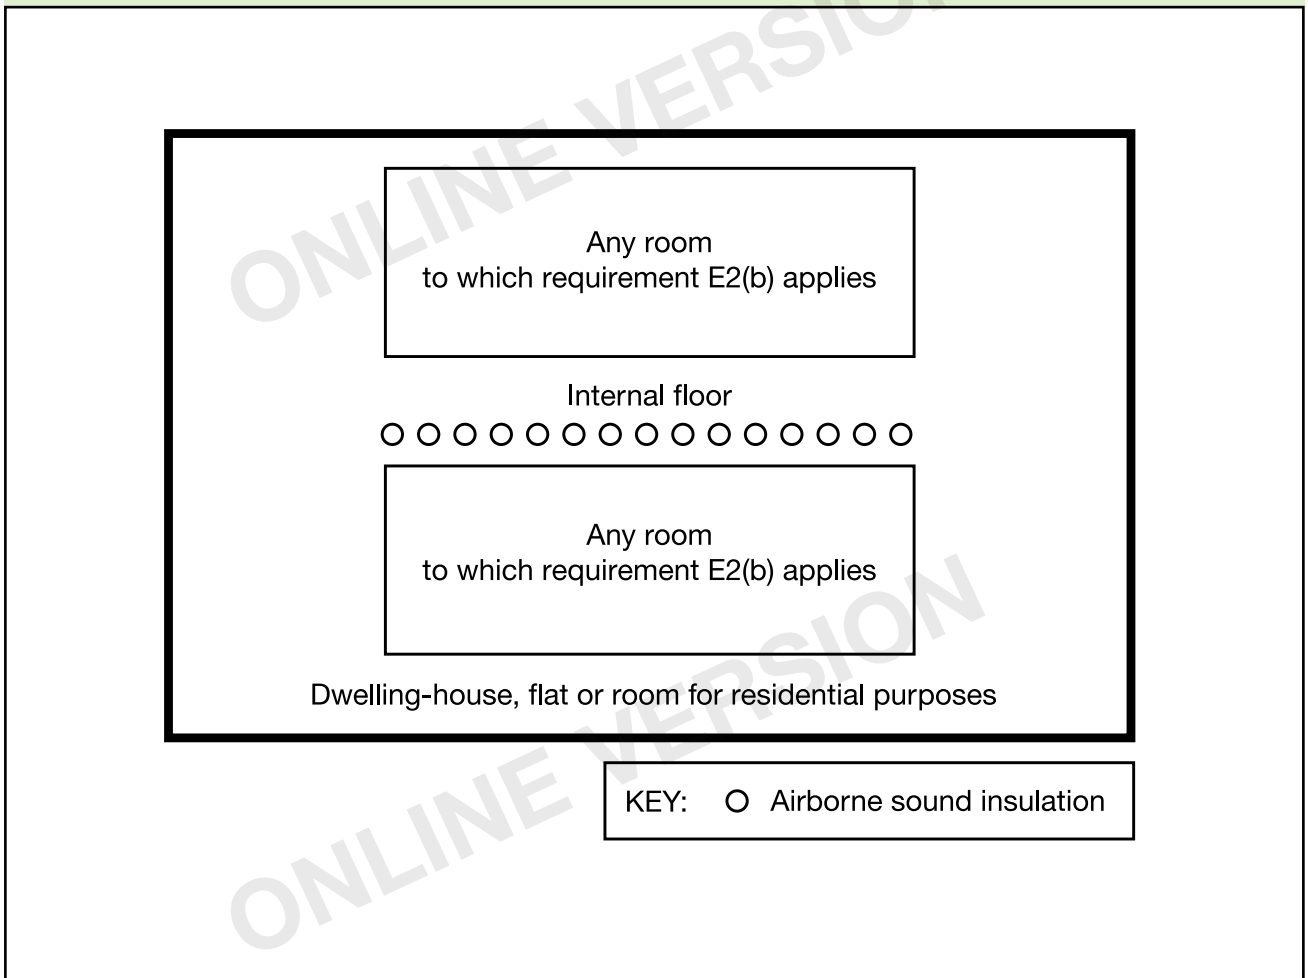 ONLINE VERSION
Any room
to which requirement E2(b) applies
Internal floor
Any room
to which requirement E2(b) applies
Dwelling-house, flat or room for residential purposes
KEY: O Airborne sound insulation
ONLINE VERSION